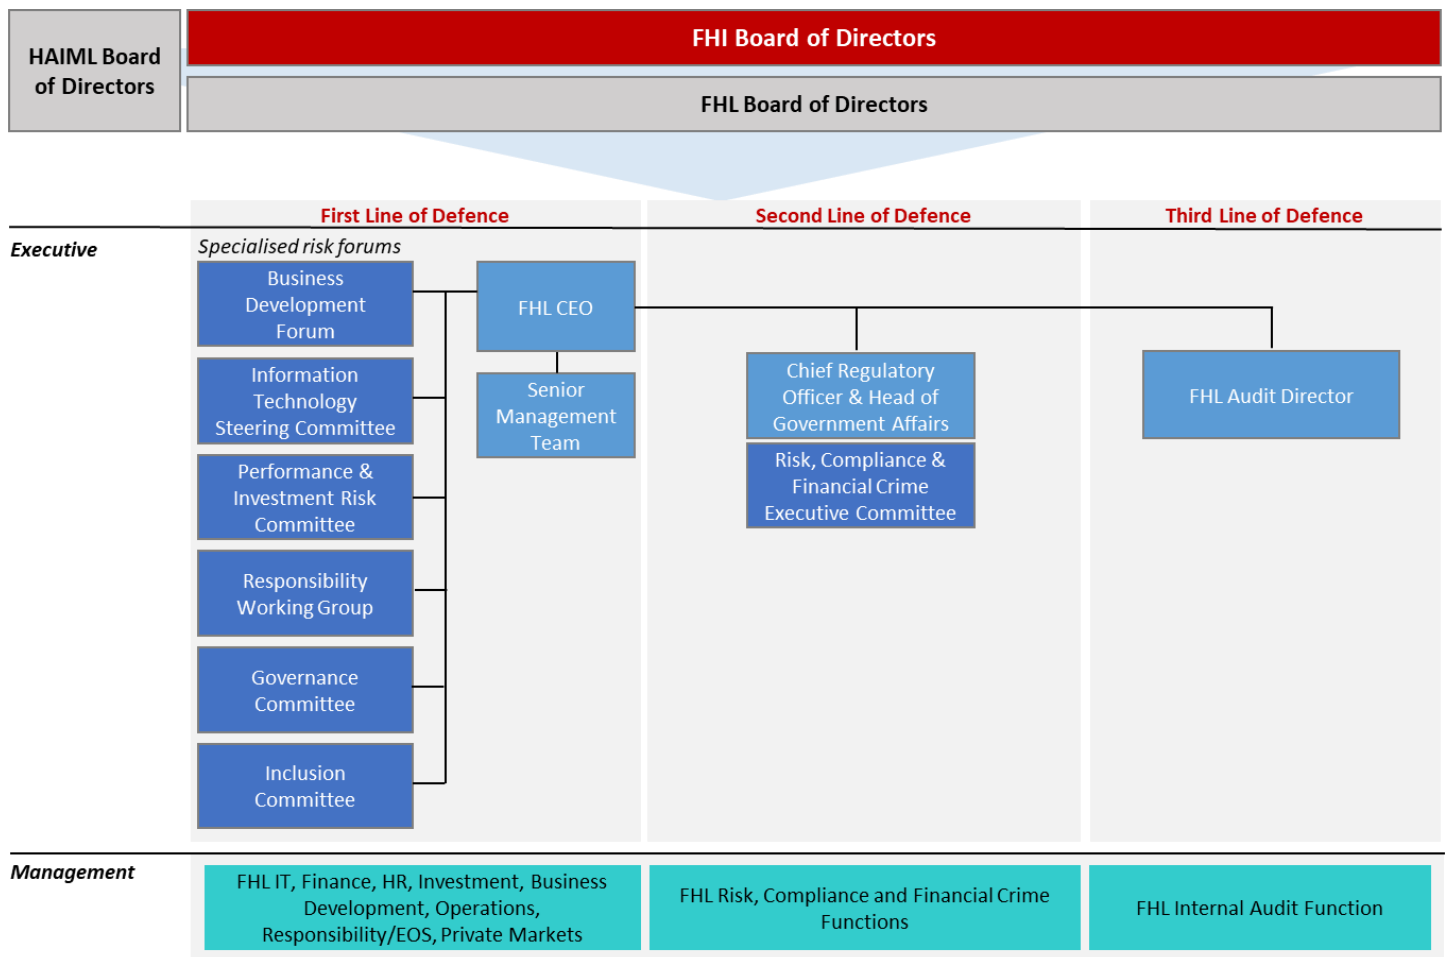 HAIML Board
of Directors
FHI Board of Directors
FHL Board of Directors
First Line of Defence
Second Line of Defence
Third Line of Defence
Executive
Specialised risk forums
Business
Development
Forum
Information
Technology
Steering Committee
Performance &
Investment Risk
Committee
Responsibility
Working Group
Governance
Committee
Inclusion
Committee
FHL CEO
Senior
Management
Team
Chief Regulatory
Officer & Head of
Government Affairs
Risk, Compliance &
Financial Crime
Executive Committee
FHL Audit Director
Management
FHL IT, Finance, HR, Investment, Business
Development, Operations,
Responsibility/EOS, Private Markets
FHL Risk, Compliance and Financial Crime
Functions
FHL Internal Audit Function